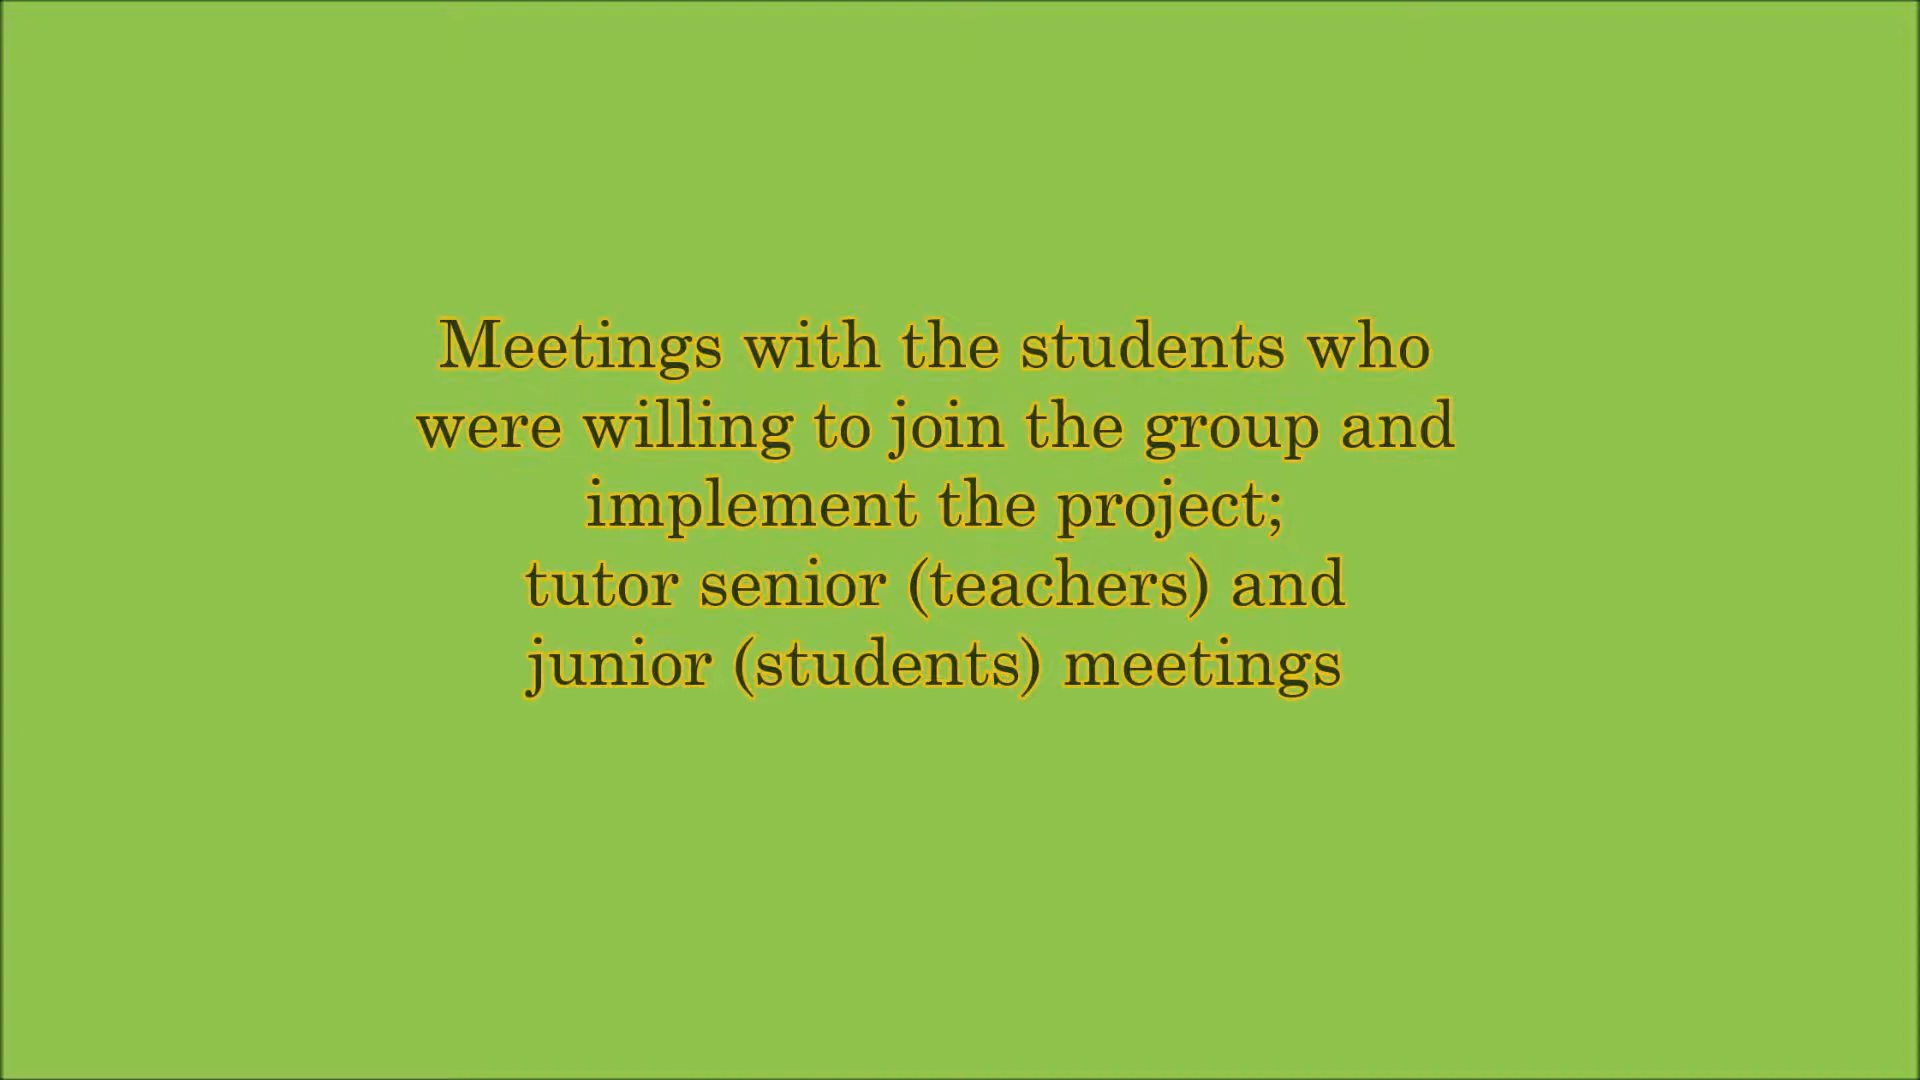 Meetings with the students who
were willing to join the group and
implement the project;
tutor senior (teachers) and
junior (students) meetings